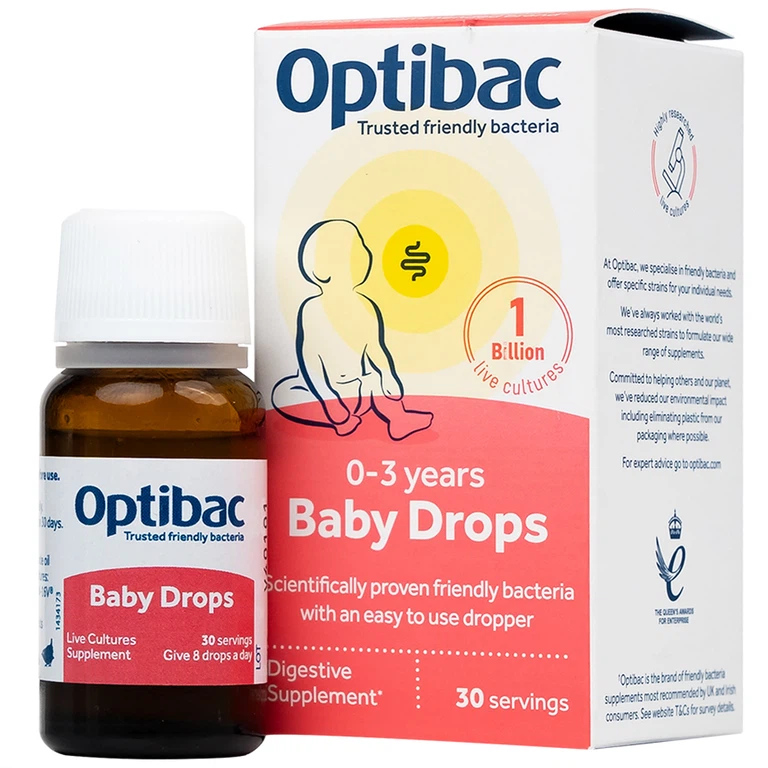 Optibac
Trusted friendly bacteria
1
Billion
live cultures
0-3 years
Baby Drops
Scientifically proven friendly bacteria
with an easy to use dropper
Digestive
Supplement*
30 servings
Highly researched
live cultures
At Optibac, we specialise in friendly bacteria and
offer specific strains for your individual needs.
We've always worked with the world's
most researched strains to formulate our wide
range of supplements.
Committed to helping others and our planet,
we've reduced our environmental impact
including eliminating plastic from our
packaging where possible.
For expert advice go to optibac.com
THE QUEEN'S AWARDS
FOR ENTERPRISE
*Optibac is the brand of friendly bacteria
supplements most recommended by UK and Irish
consumers. See website T&Cs for survey details.
use.
days.
oil
Optibac
Trusted friendly bacteria
Baby Drops
Live Cultures
Supplement
30 servings
Give 8 drops a day
1434173
LOT